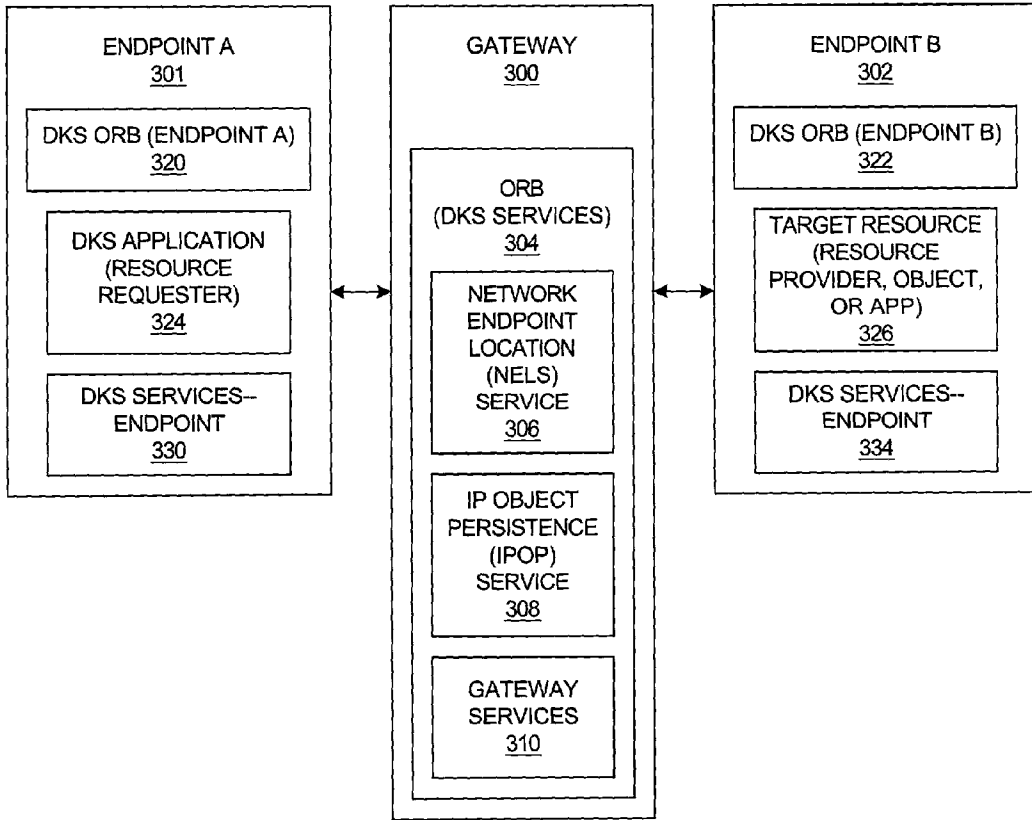 ENDPOINT A
301
DKS ORB (ENDPOINT A)
320
DKS APPLICATION
(RESOURCE
REQUESTER)
324
DKS SERVICES--
ENDPOINT
330
GATEWAY
300
ORB
(DKS SERVICES)
304
NETWORK
ENDPOINT
LOCATION
(NELS)
SERVICE
306
IP OBJECT
PERSISTENCE
(IPOP)
SERVICE
308
GATEWAY
SERVICES
310
ENDPOINT B
302
DKS ORB (ENDPOINT B)
322
TARGET RESOURCE
(RESOURCE
PROVIDER, OBJECT,
OR APP)
326
DKS SERVICES--
ENDPOINT
334